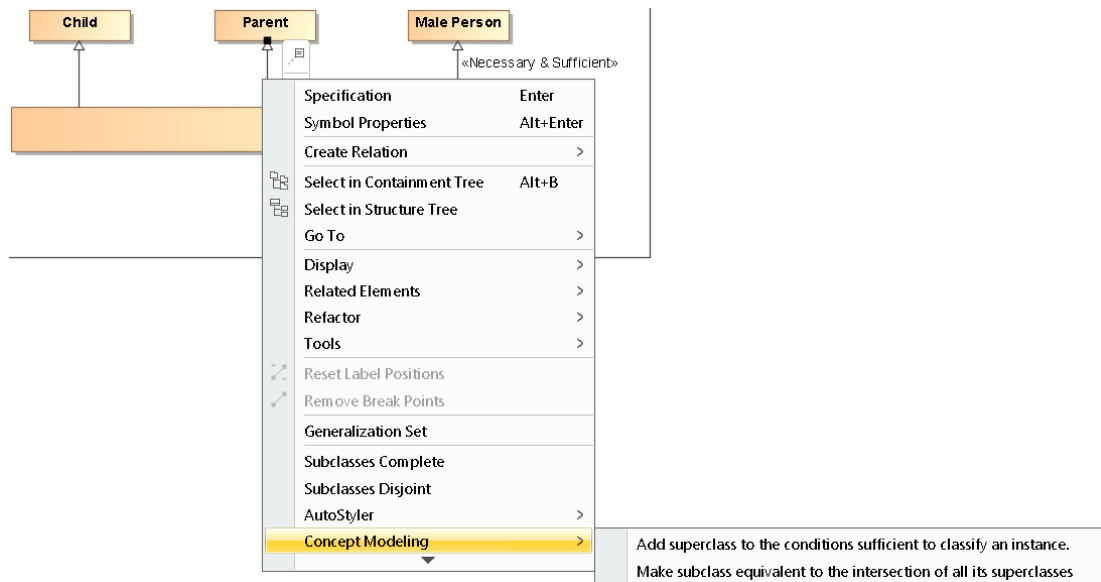 Child Parent Male Person
«Necessary & Sufficient»
Specification Enter
Symbol Properties Alt+Enter
Create Relation >
Select in Containment Tree Alt+B
Select in Structure Tree
Go To >
Display >
Related Elements >
Refactor >
Tools >
Reset Label Positions
Remove Break Points
Generalization Set
Subclasses Complete
Subclasses Disjoint
AutoStyler >
Concept Modeling >
Add superclass to the conditions sufficient to classify an instance.
Make subclass equivalent to the intersection of all its superclasses